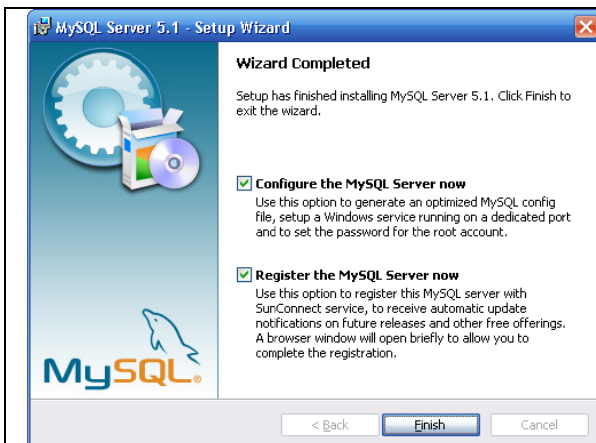 MySQL Server 5.1 - Setup Wizard
Wizard Completed
Setup has finished installing MySQL Server 5.1. Click Finish to
exit the wizard.
Configure the MySQL Server now
Use this option to generate an optimized MySQL config
file, setup a Windows service running on a dedicated port
and to set the password for the root account.
Register the MySQL Server now
Use this option to register this MySQL server with
SunConnect service, to receive automatic update
notifications on future releases and other free offerings.
A browser window will open briefly to allow you to
complete the registration.
MySQL®
< Back
Finish
Cancel